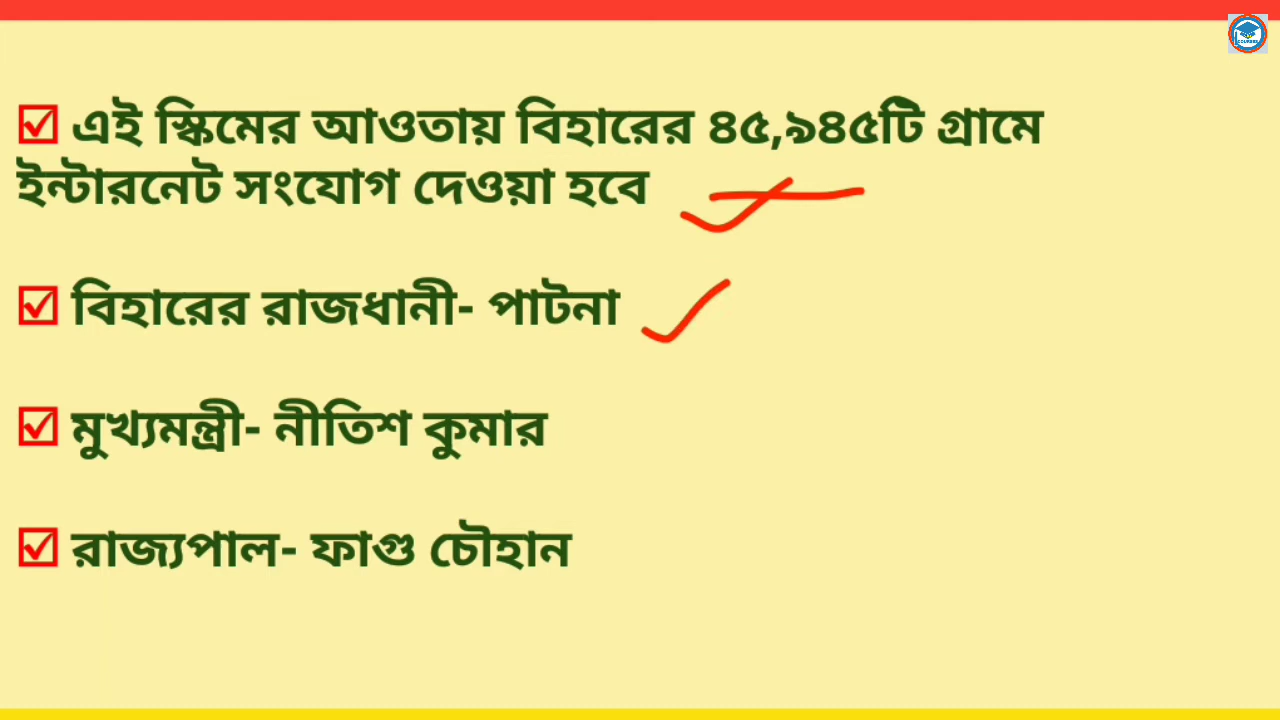 ☑ এই স্কিমের আওতায় বিহারের ৪৫,৯৪৫টি গ্রামে
ইন্টারনেট সংযোগ দেওয়া হবে
☑ বিহারের রাজধানী- পাটনা
☑ মুখ্যমন্ত্রী- নীতিশ কুমার
☑ রাজ্যপাল- ফাগু চৌহান